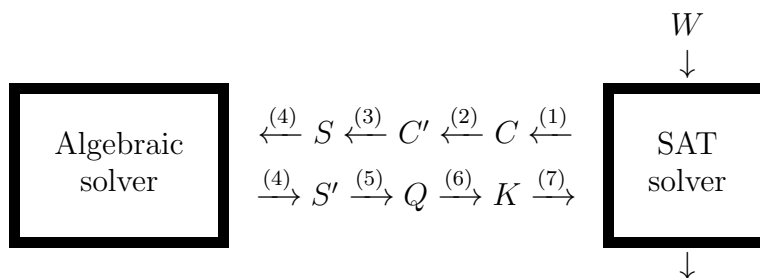 W
↓
Algebraic
solver
(4) (3) (2) (1)
← S ← C′ ← C ←
(4) (5) (6) (7)
→ S′ → Q → K →
SAT
solver
↓